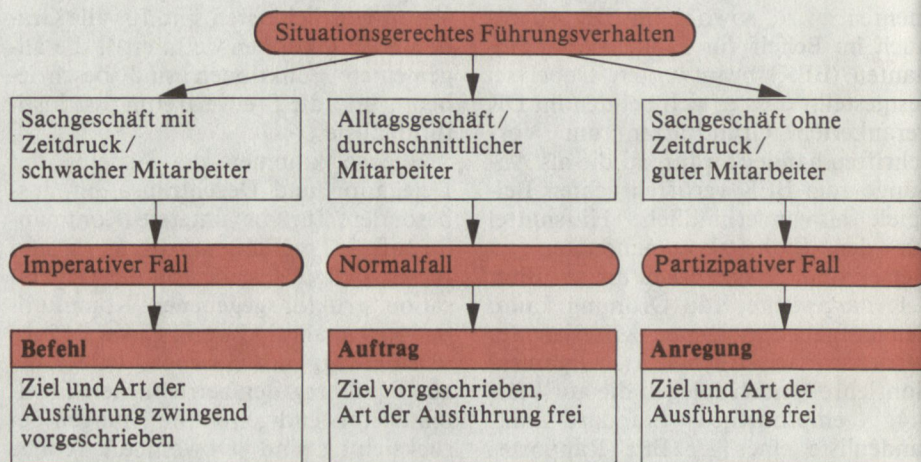 Situationsgerechtes Führungsverhalten
Sachgeschäft mit
Zeitdruck /
schwacher Mitarbeiter
Alltagsgeschäft /
durchschnittlicher
Mitarbeiter
Sachgeschäft ohne
Zeitdruck /
guter Mitarbeiter
Imperativer Fall
Normalfall
Partizipativer Fall
Befehl
Ziel und Art der
Ausführung zwingend
vorgeschrieben
Auftrag
Ziel vorgeschrieben,
Art der Ausführung frei
Anregung
Ziel und Art der
Ausführung frei